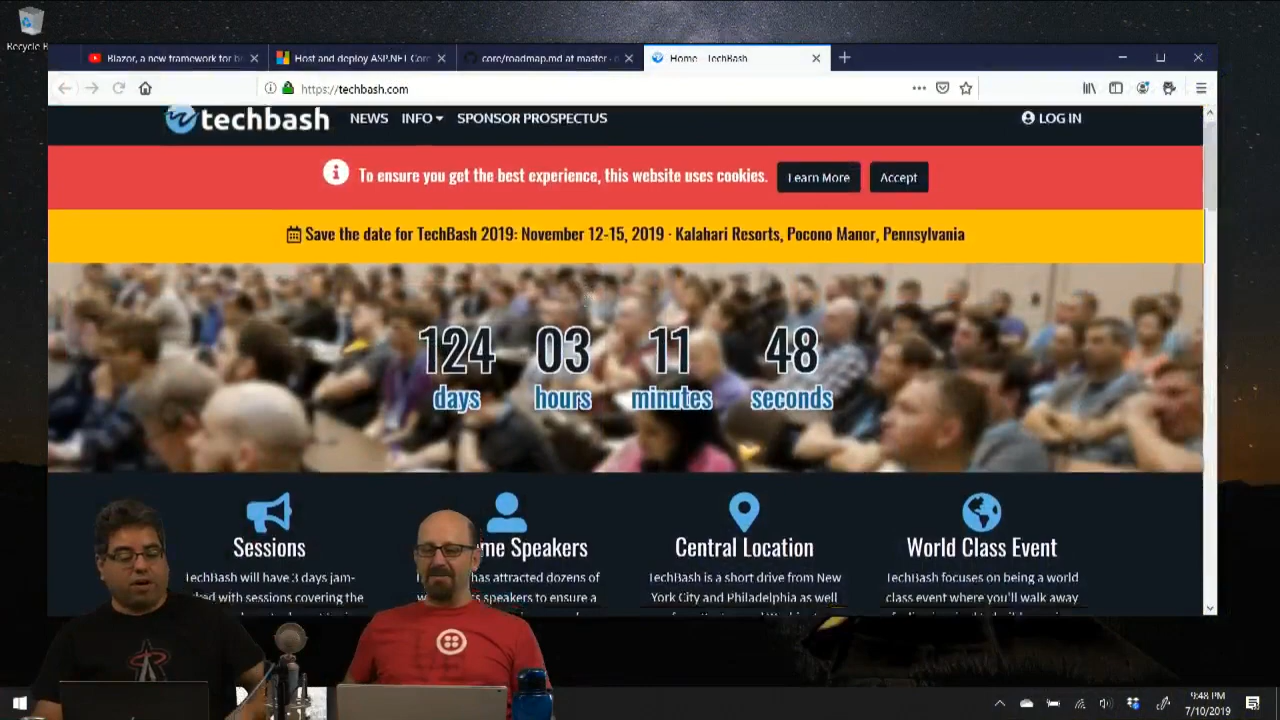 Recycle B
Blazor, a new framework for b
Host and deploy ASP.NET Core
core/roadmap.md at master · 
Home - TechBash
https://techbash.com
techbash
NEWS
INFO
SPONSOR PROSPECTUS
LOG IN
To ensure you get the best experience, this website uses cookies.
Learn More
Accept
Save the date for TechBash 2019: November 12-15, 2019 · Kalahari Resorts, Pocono Manor, Pennsylvania
124
03
11
48
days
hours
minutes
seconds
Sessions
me Speakers
Central Location
World Class Event
TechBash will have 3 days jam-
ked with sessions covering the
has attracted dozens of
speakers to ensure a
TechBash is a short drive from New
York City and Philadelphia as well
TechBash focuses on being a world
class event where you'll walk away
9:48 PM
7/10/2019